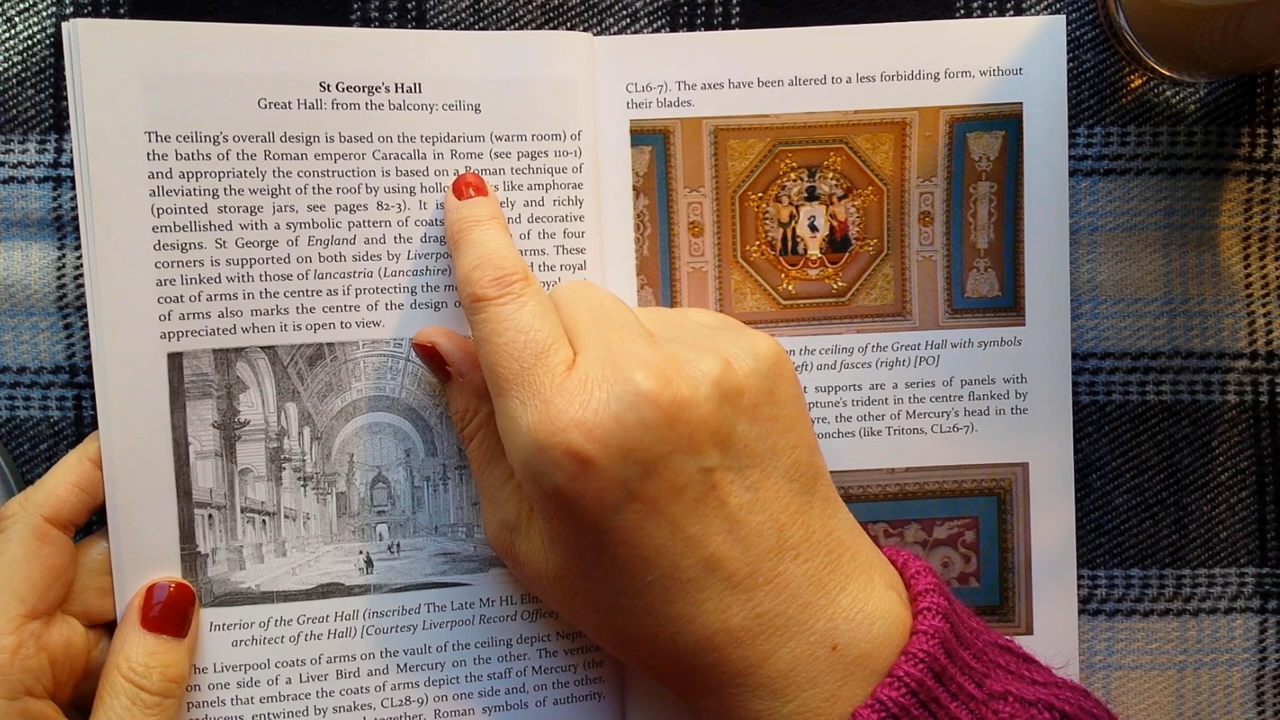 St George's Hall
Great Hall: from the balcony: ceiling
The ceiling's overall design is based on the tepidarium (warm room) of
the baths of the Roman emperor Caracalla in Rome (see pages 110-1)
and appropriately the construction is based on a Roman technique of
alleviating the weight of the roof by using like amphorae
(pointed storage jars, see pages 82-3). It is and richly
embellished with a symbolic pattern of coats and decorative
designs. St George of England and the of the four
corners is supported on both sides by arms. These
are linked with those of lancastria (Lancashire) the royal
coat of arms in the centre as if protecting the
of arms also marks the centre of the design
appreciated when it is open to view.
Interior of the Great Hall (inscribed The Late Mr HL
architect of the Hall) [Courtesy Liverpool Record Office]
The Liverpool coats of arms on the vault of the ceiling depict
on one side of a Liver Bird and Mercury on the other. The vertical
panels that embrace the coats of arms depict the staff of Mercury (the
caduceus, entwined by snakes, CL28-9) on one side and, on the other,
together, Roman symbols of authority,
CL16-7). The axes have been altered to a less forbidding form, without
their blades.
on the ceiling of the Great Hall with symbols
(left) and fasces (right) [PO]
supports are a series of panels with
trident in the centre flanked by
the other of Mercury's head in the
(like Tritons, CL26-7).